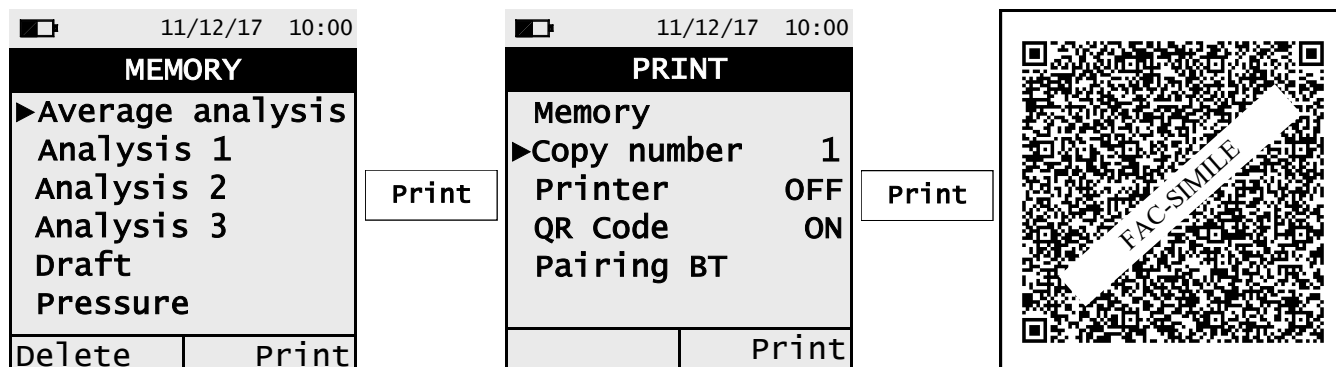 11/12/17 10:00
MEMORY
▶Average analysis
Analysis 1
Analysis 2
Analysis 3
Draft
Pressure
Delete Print
Print
11/12/17 10:00
PRINT
Memory
▶Copy number 1
Printer OFF
QR Code ON
Pairing BT
Print
Print
FAC-SIMILE